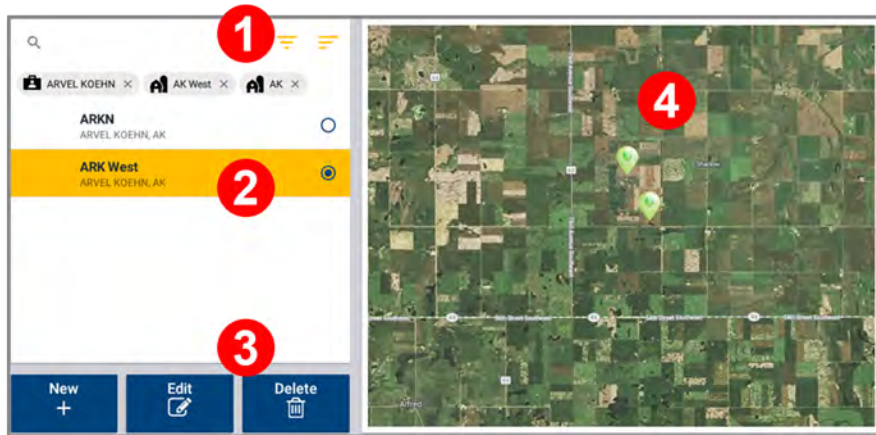 1
ARVEL KOEHN × AK West × AK ×
ARKN
ARVEL KOEHN, AK
ARK West
ARVEL KOEHN, AK
2
3
New
+
Edit
Delete
4
Alfred